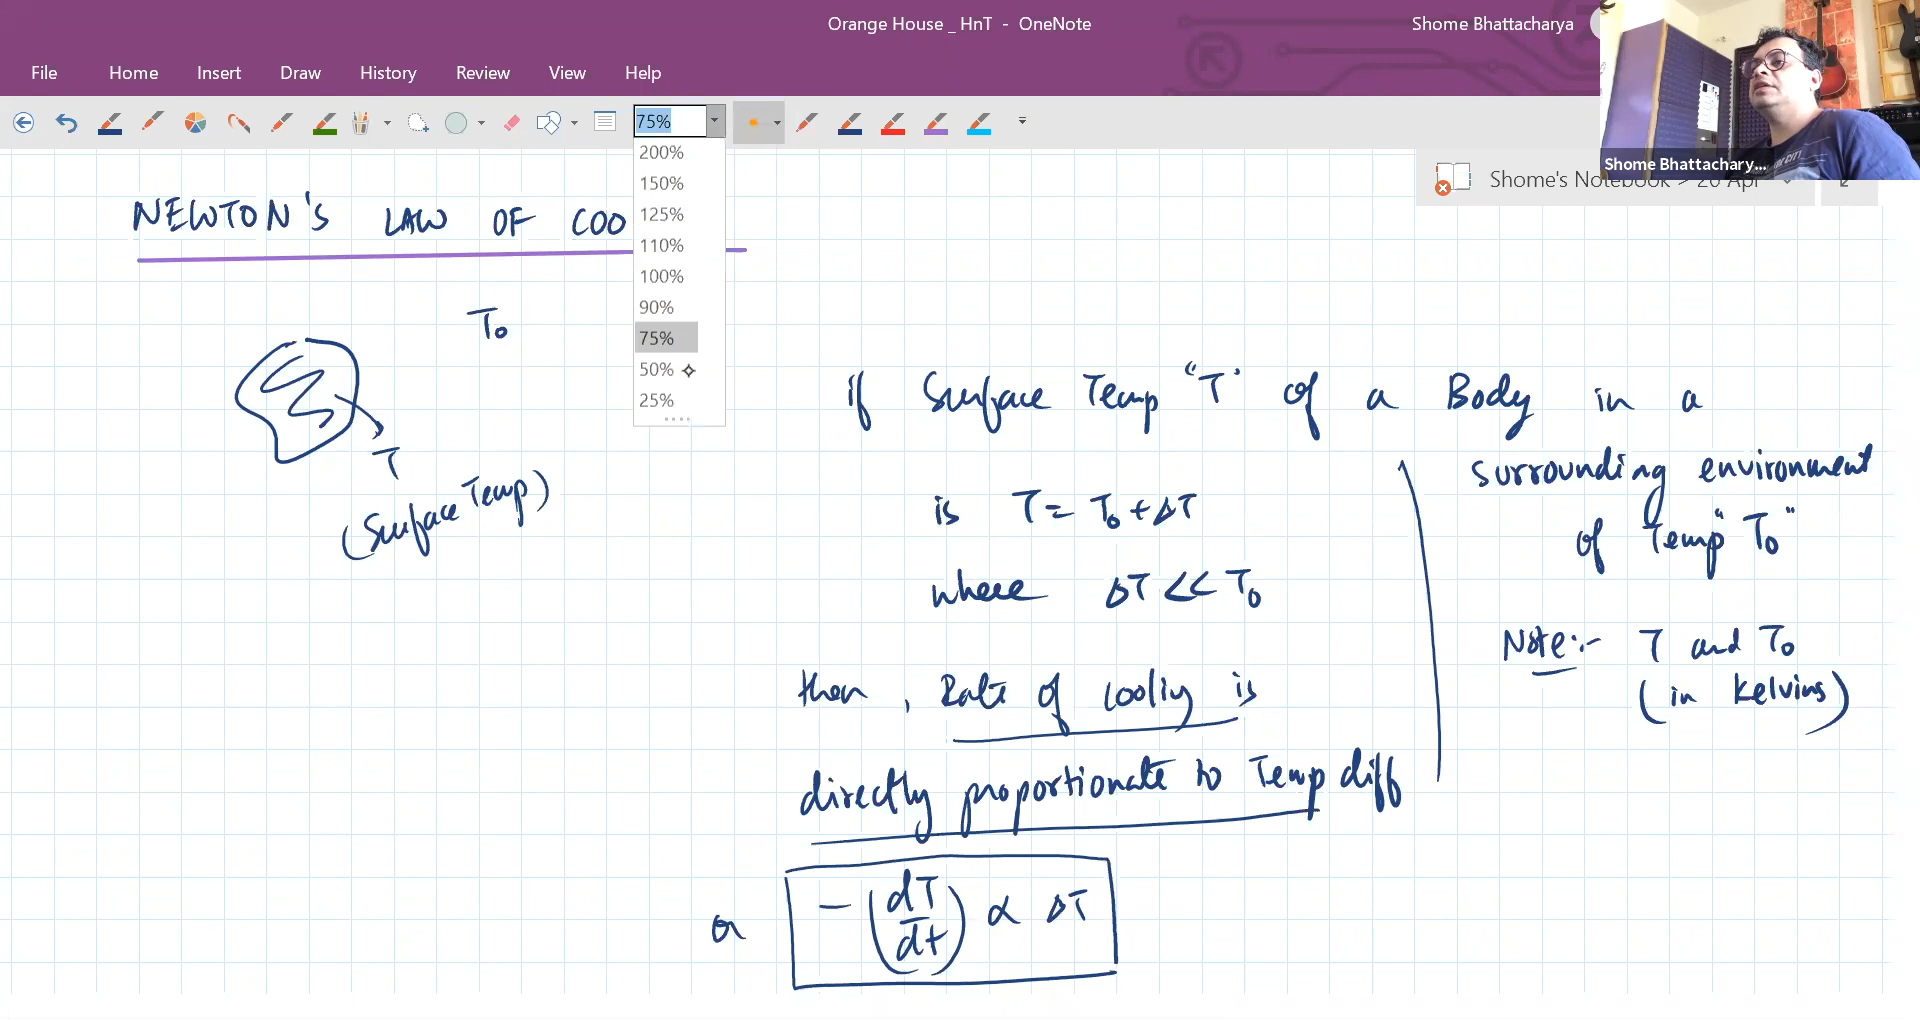 Orange House _ HnT - OneNote
Shome Bhattacharya
File Home Insert Draw History Review View Help
75%
200%
150%
125%
110%
100%
90%
75%
50%
25%
Shome Bhattachary...
Shome's Notebook > 26 Apr
NEWTON'S LAW OF COO
To
T
(Surface Temp)
if Surface Temp "T" of a Body in a
surrounding environment
of Temp "To"
is T = To + ΔT
where ΔT << To
Note:- T and To
(in Kelvins)
then, Rate of cooling is
directly proportionate to Temp diff
or -(dT/dt) ∝ ΔT